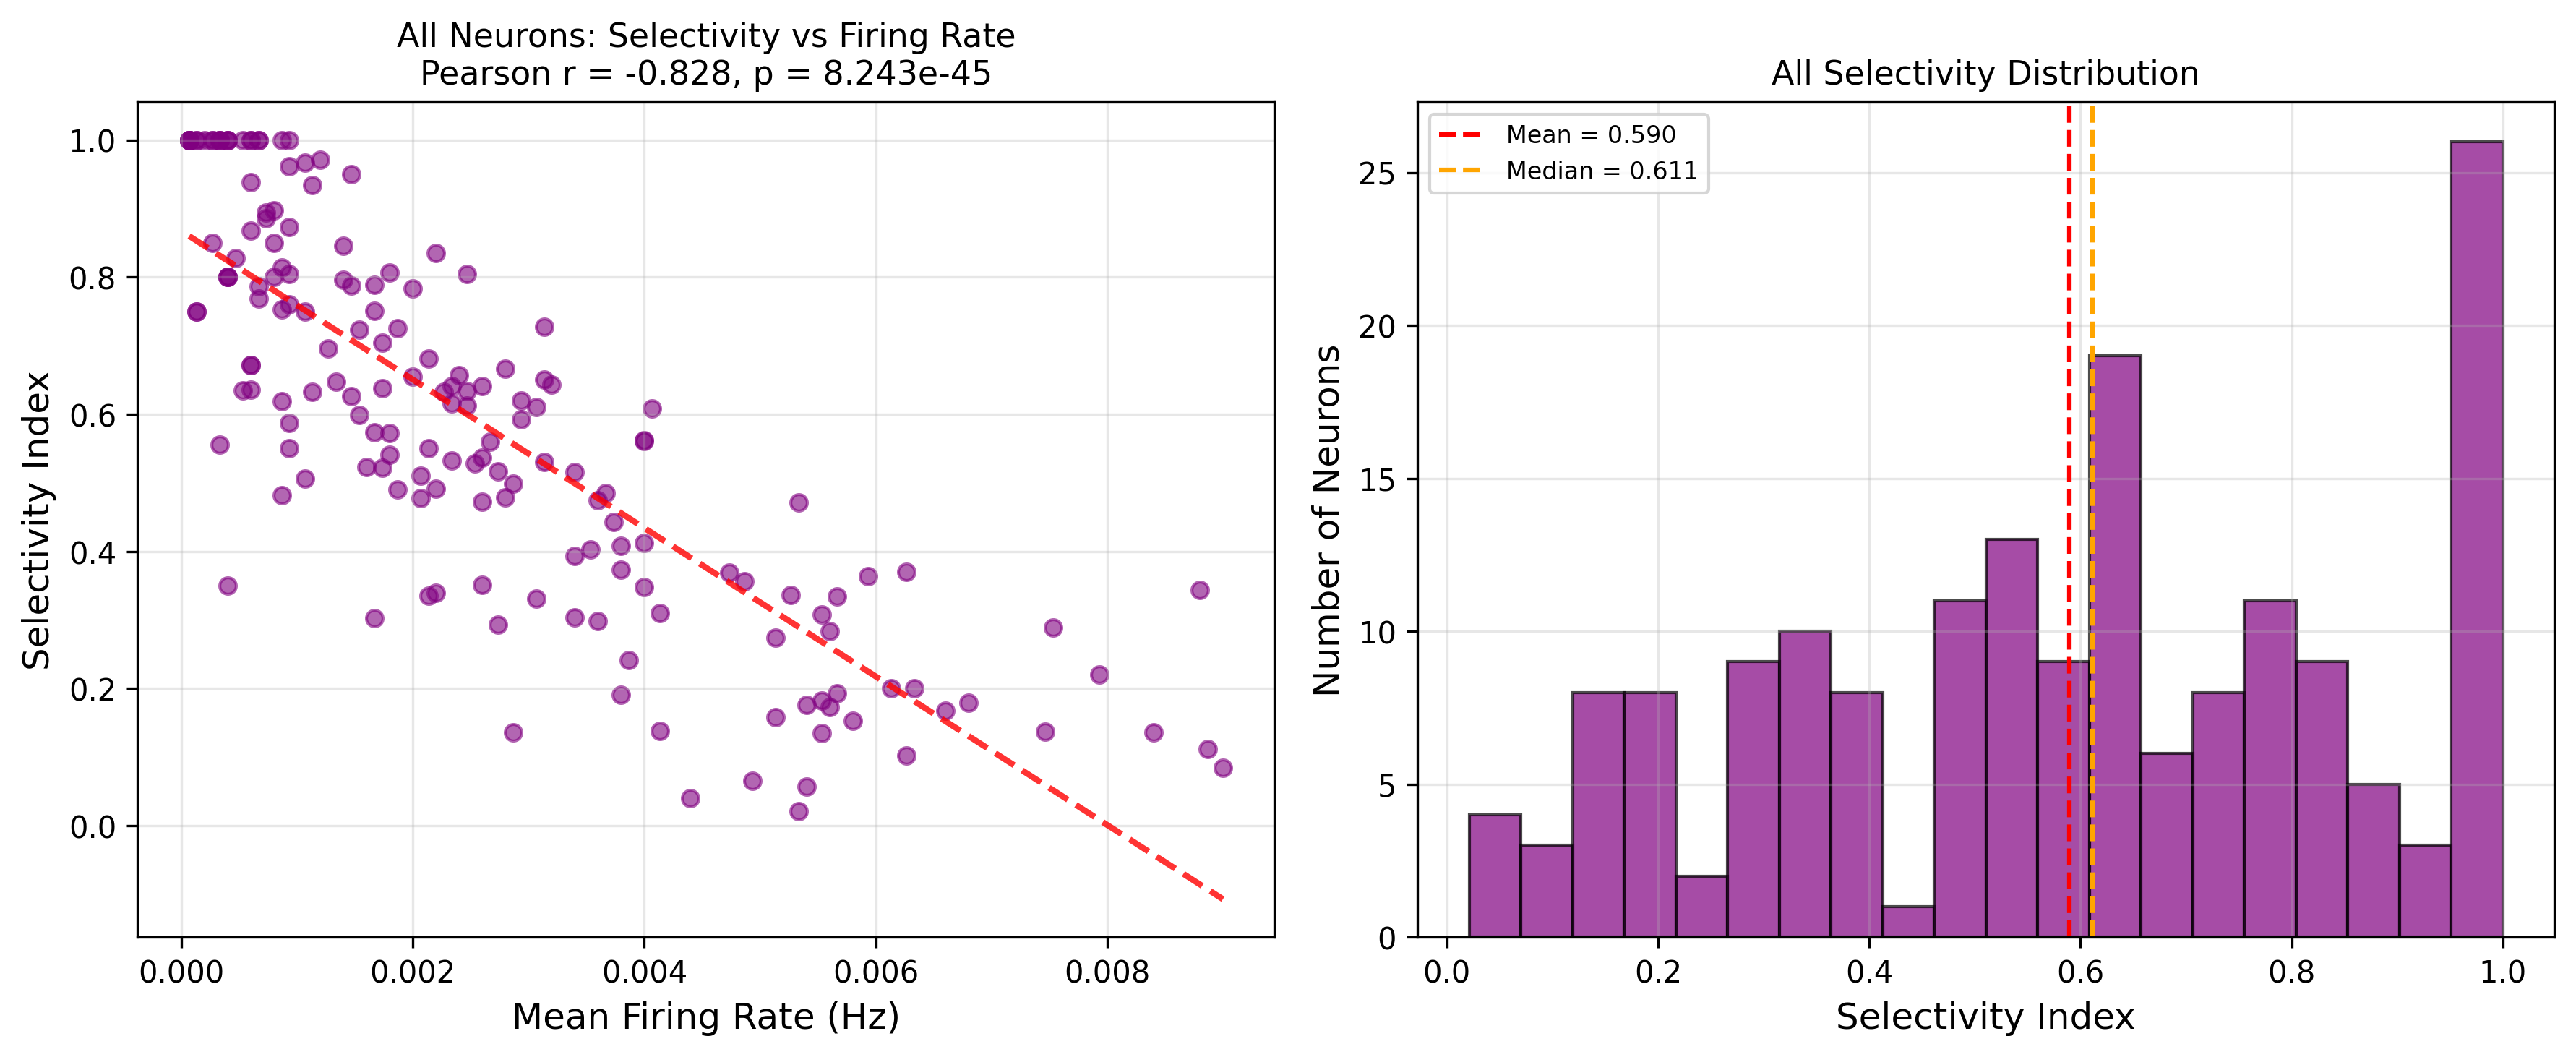 All Neurons: Selectivity vs Firing Rate
Pearson r = -0.828, p = 8.243e-45
Selectivity Index
1.0
0.8
0.6
0.4
0.2
0.0
0.000 0.002 0.004 0.006 0.008
Mean Firing Rate (Hz)
All Selectivity Distribution
Mean = 0.590
Median = 0.611
Number of Neurons
25
20
15
10
5
0
0.0 0.2 0.4 0.6 0.8 1.0
Selectivity Index